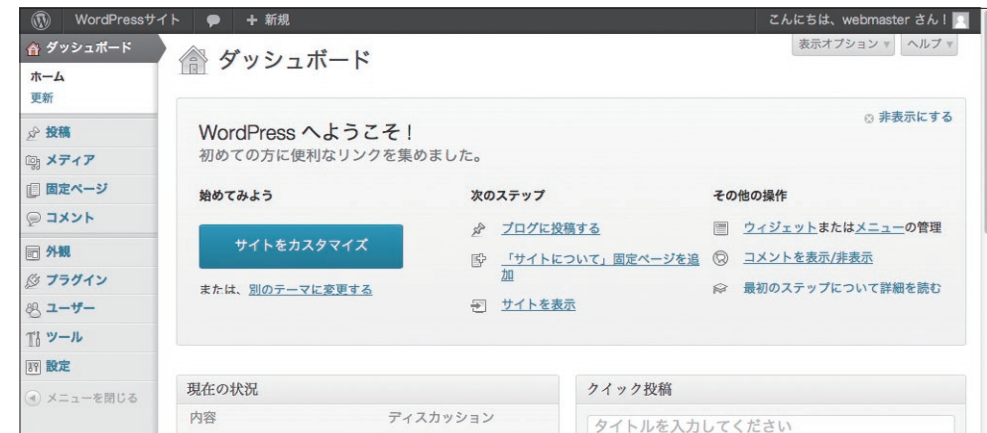 WordPressサイト
+ 新規
こんにちは、webmaster さん！
ダッシュボード
ホーム
更新
投稿
メディア
固定ページ
コメント
外観
プラグイン
ユーザー
ツール
設定
メニューを閉じる
ダッシュボード
表示オプション
ヘルプ
非表示にする
WordPress へようこそ！
初めての方に便利なリンクを集めました。
始めてみよう
サイトをカスタマイズ
または、別のテーマに変更する
次のステップ
ブログに投稿する
「サイトについて」固定ページを追
加
サイトを表示
その他の操作
ウィジェットまたはメニューの管理
コメントを表示/非表示
最初のステップについて詳細を読む
現在の状況
内容
ディスカッション
クイック投稿
タイトルを入力してください